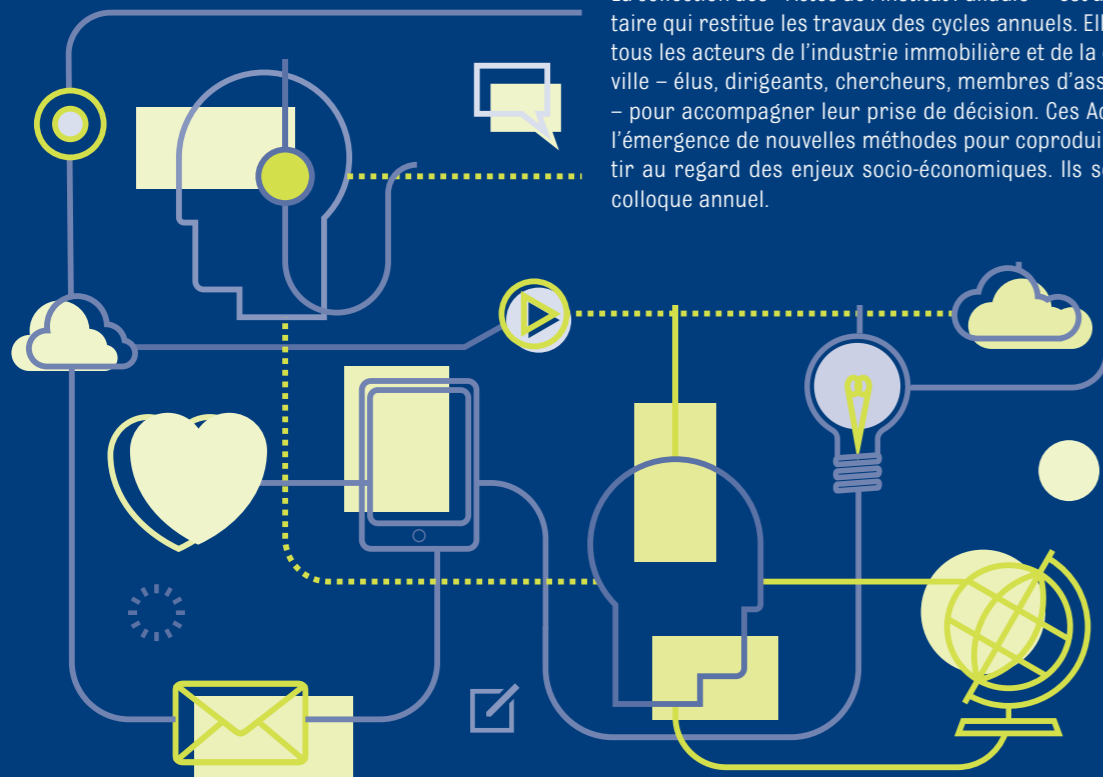 taire qui restitue les travaux des cycles annuels. Ell
tous les acteurs de l'industrie immobilière et de la
ville – élus, dirigeants, chercheurs, membres d'ass
– pour accompagner leur prise de décision. Ces Ac
l'émergence de nouvelles méthodes pour coproduir
tir au regard des enjeux socio-économiques. Ils se
colloque annuel.